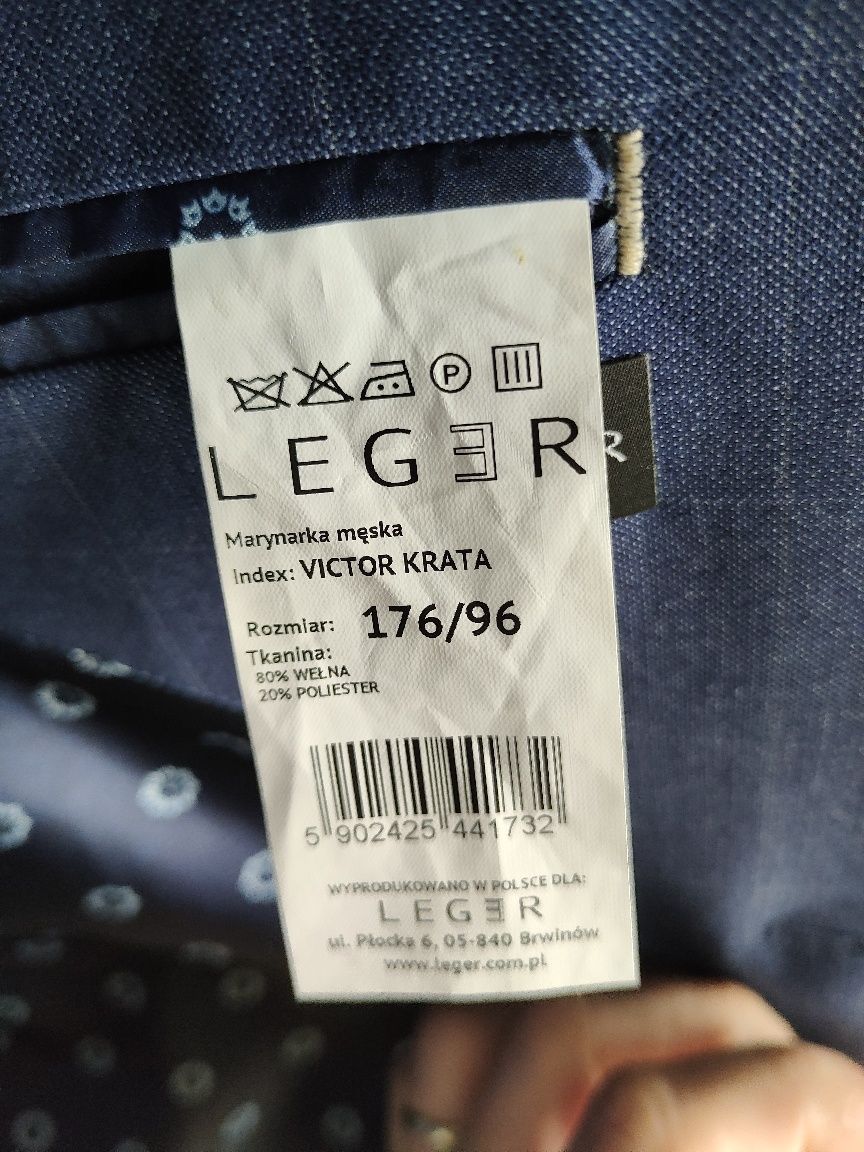 P
LEGER
R
Marynarka męska
Index: VICTOR KRATA
Rozmiar: 176/96
Tkanina:
80% WEŁNA
20% POLIESTER
5 902425 441732
WYPRODUKOWANO W POLSCE DLA:
LEGER
ul. Płocka 6, 05-840 Brwinów
www.leger.com.pl